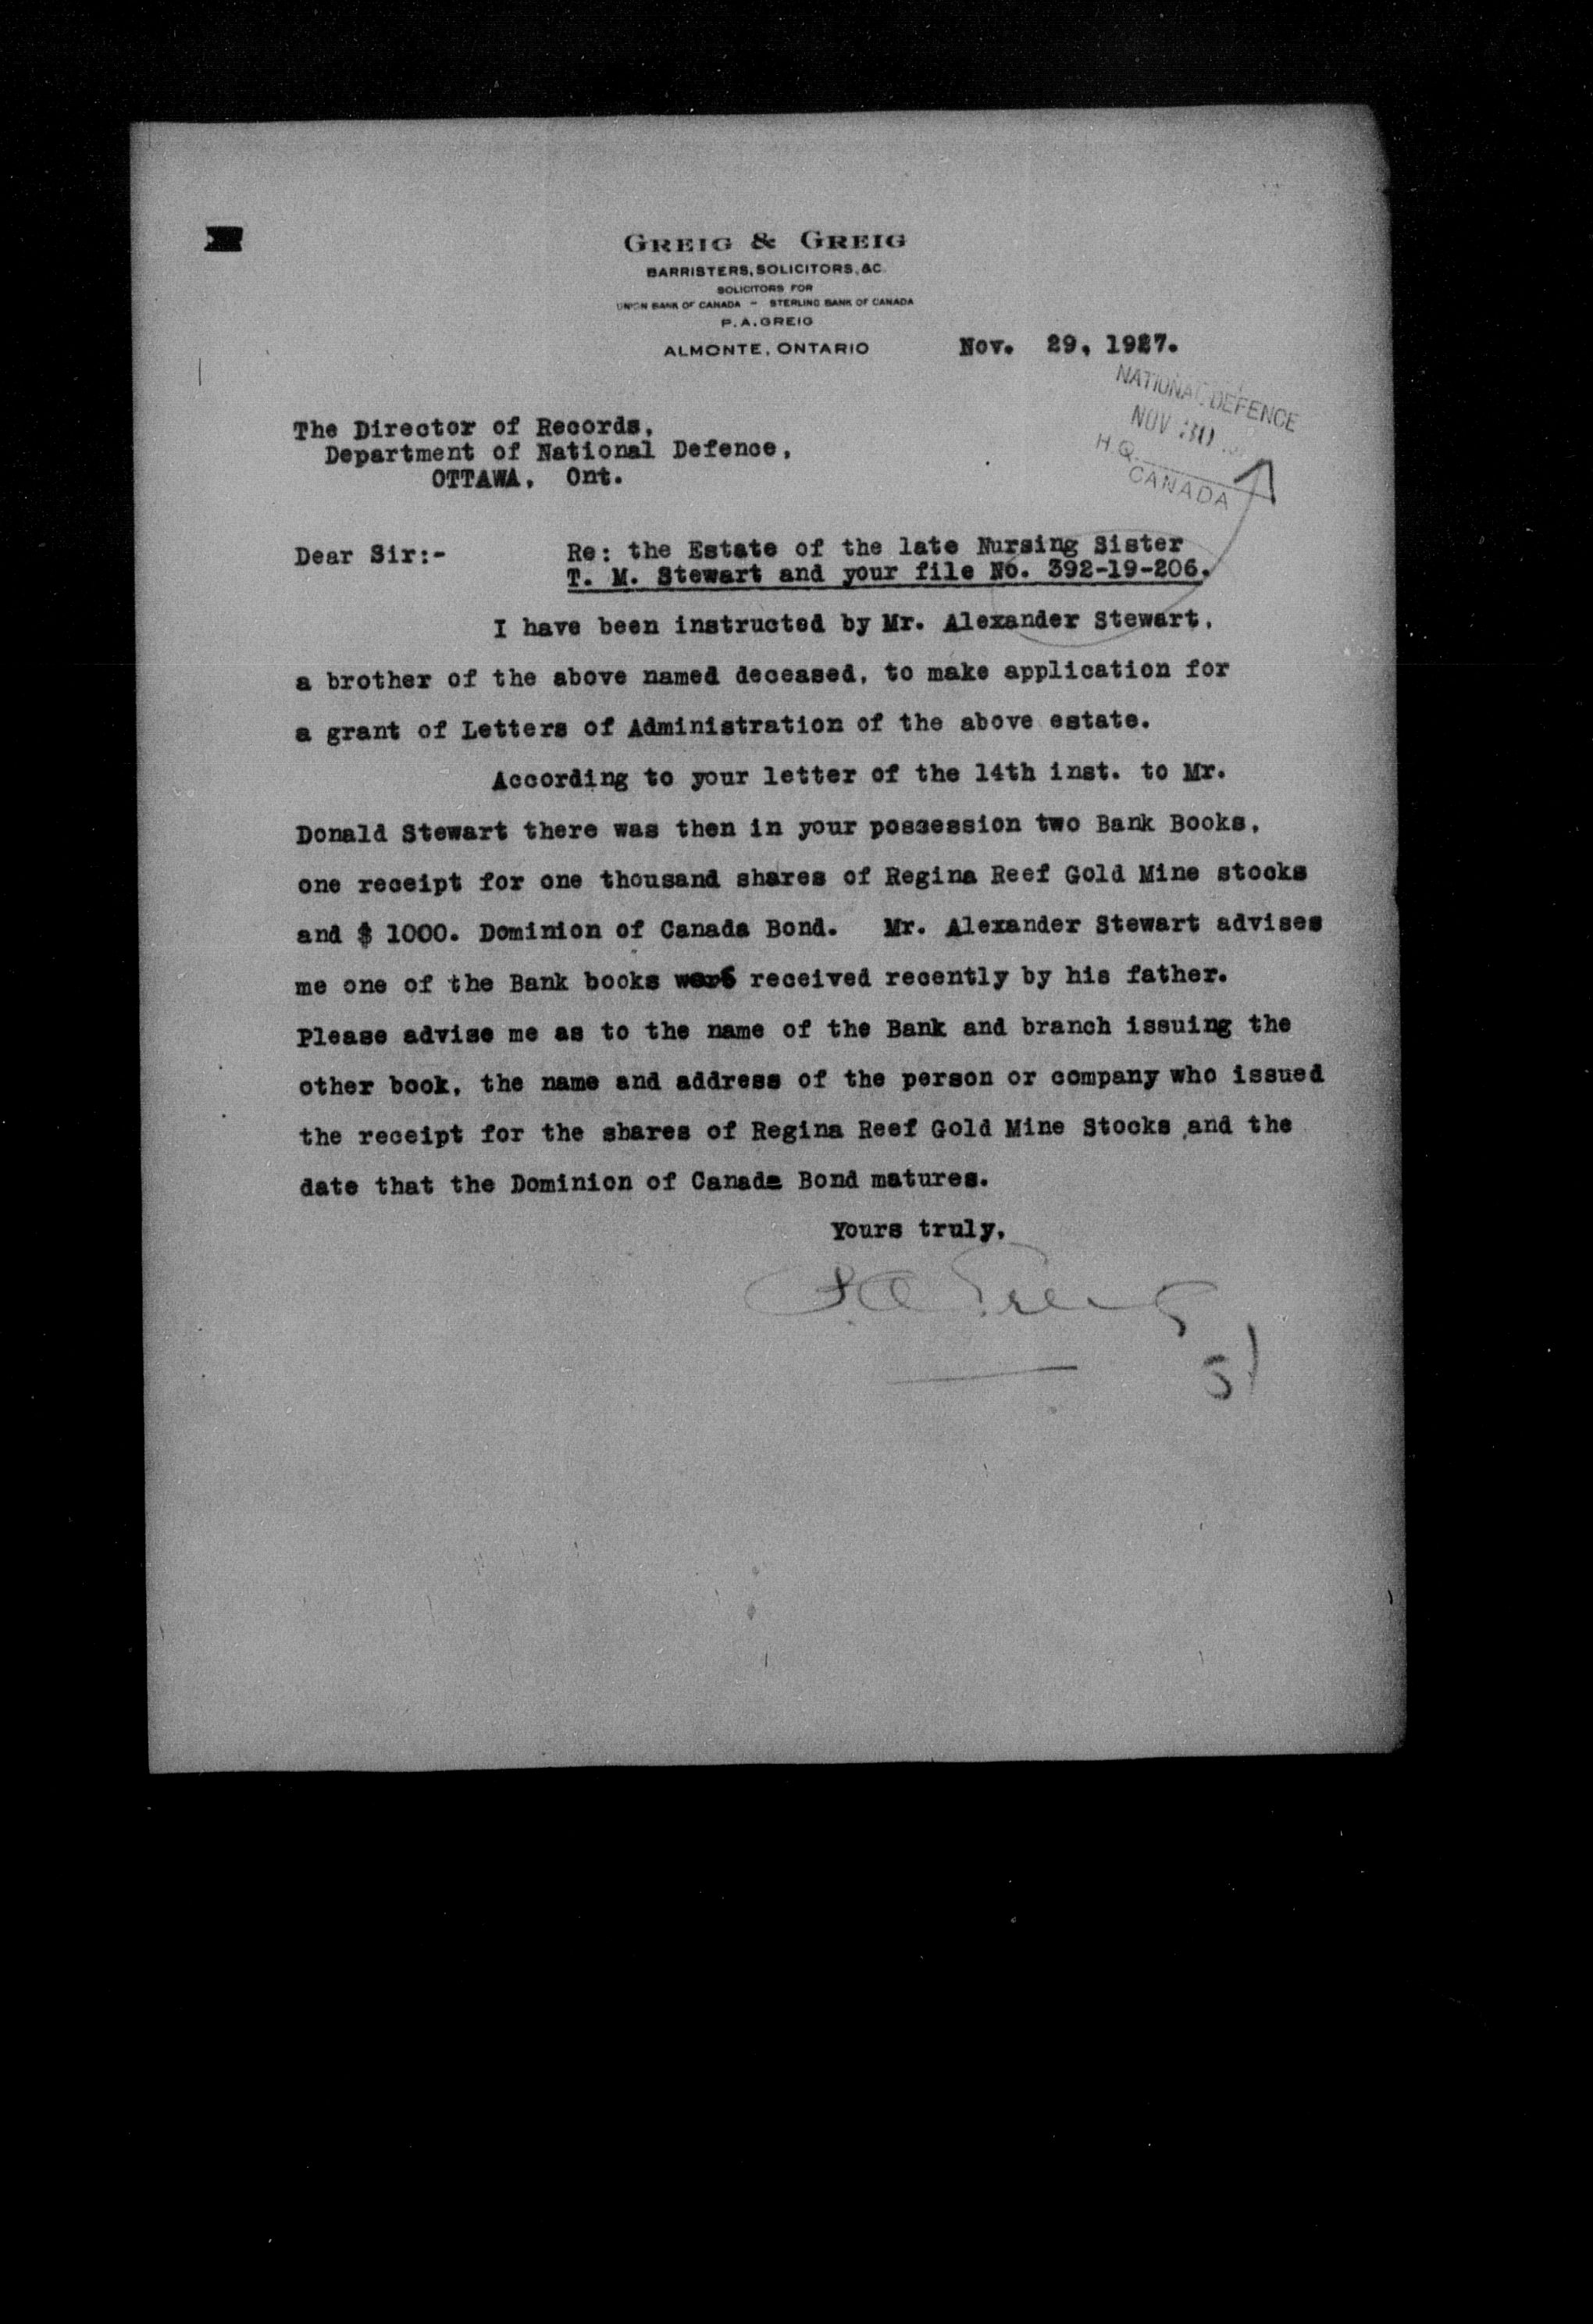 GREIG & GREIG
BARRISTERS, SOLICITORS, &C.
SOLICITORS FOR
UNION BANK OF CANADA - STERLING BANK OF CANADA
P. A. GREIG
ALMONTE, ONTARIO
Nov. 29, 1927.
NATIONAL DEFENCE
NOV 30
H.Q.
CANADA
The Director of Records,
Department of National Defence,
OTTAWA, Ont.
Dear Sir:-
Re: the Estate of the late Nursing Sister
T. M. Stewart and your file No. 392-19-206.
I have been instructed by Mr. Alexander Stewart,
a brother of the above named deceased, to make application for
a grant of Letters of Administration of the above estate.
According to your letter of the 14th inst. to Mr.
Donald Stewart there was then in your possession two Bank Books,
one receipt for one thousand shares of Regina Reef Gold Mine stocks
and $ 1000. Dominion of Canada Bond. Mr. Alexander Stewart advises
me one of the Bank books were received recently by his father.
Please advise me as to the name of the Bank and branch issuing the
other book, the name and address of the person or company who issued
the receipt for the shares of Regina Reef Gold Mine Stocks ,and the
date that the Dominion of Canada Bond matures.
Yours truly,
P A Greig